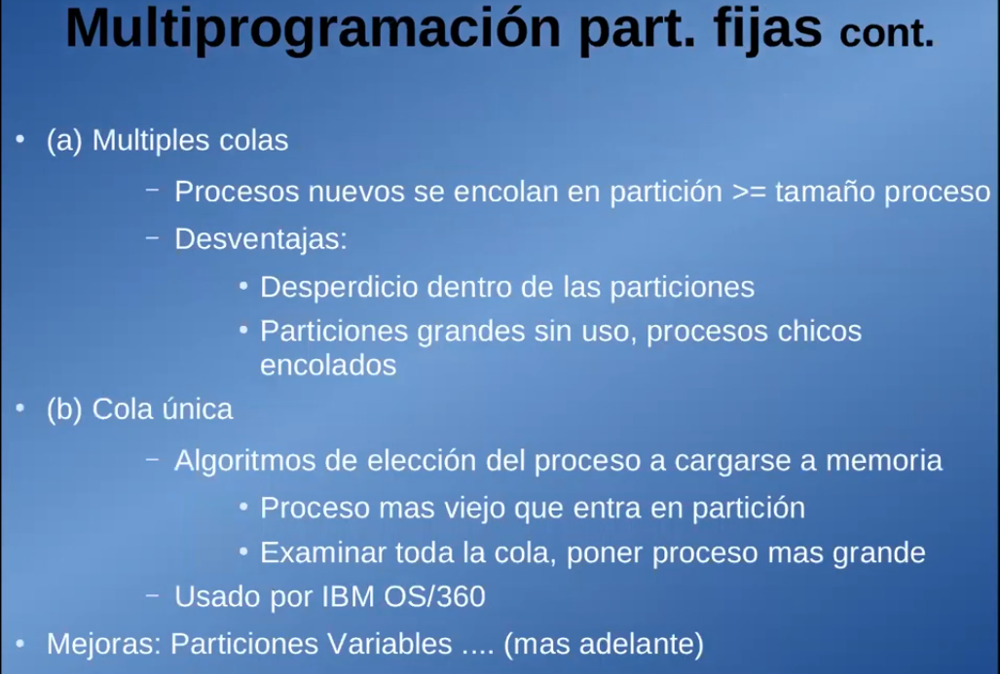 Multiprogramación part. fijas cont.
• (a) Multiples colas
– Procesos nuevos se encolan en partición >= tamaño proceso
– Desventajas:
• Desperdicio dentro de las particiones
• Particiones grandes sin uso, procesos chicos
encolados
• (b) Cola única
– Algoritmos de elección del proceso a cargarse a memoria
• Proceso mas viejo que entra en partición
• Examinar toda la cola, poner proceso mas grande
– Usado por IBM OS/360
• Mejoras: Particiones Variables .... (mas adelante)